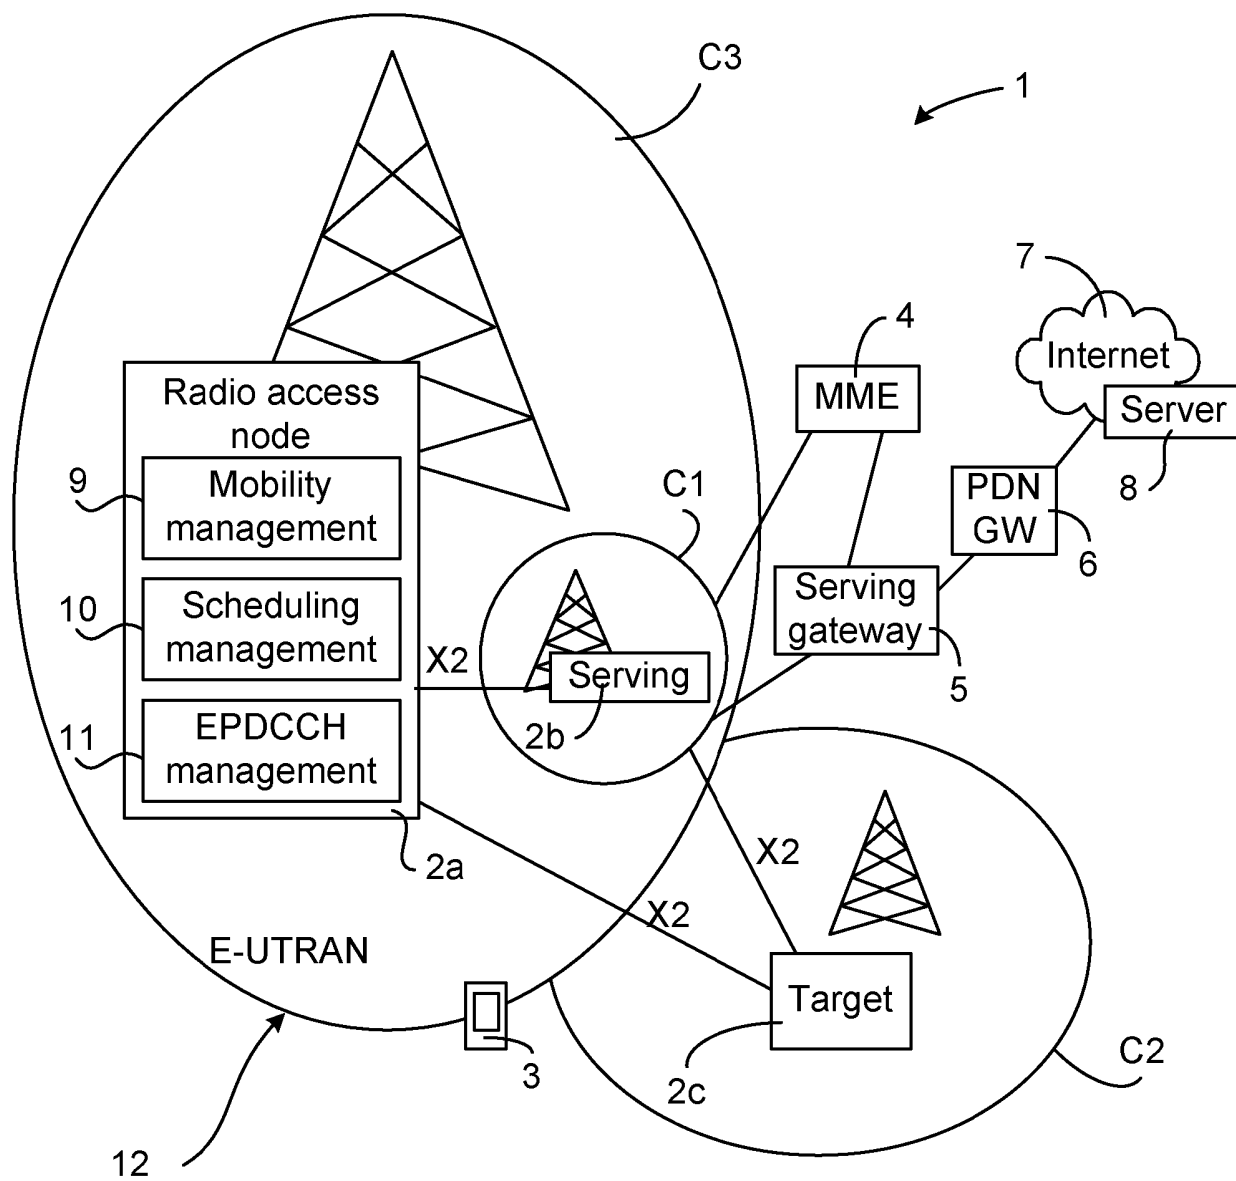 C3
1
7
4
Internet
MME
Server
Radio access
node
8
9
Mobility
management
C1
PDN
GW
6
10
Scheduling
management
Serving
gateway
X2
Serving
5
11
EPDCCH
management
2b
2a
X2
X2
E-UTRAN
Target
3
2c
C2
12